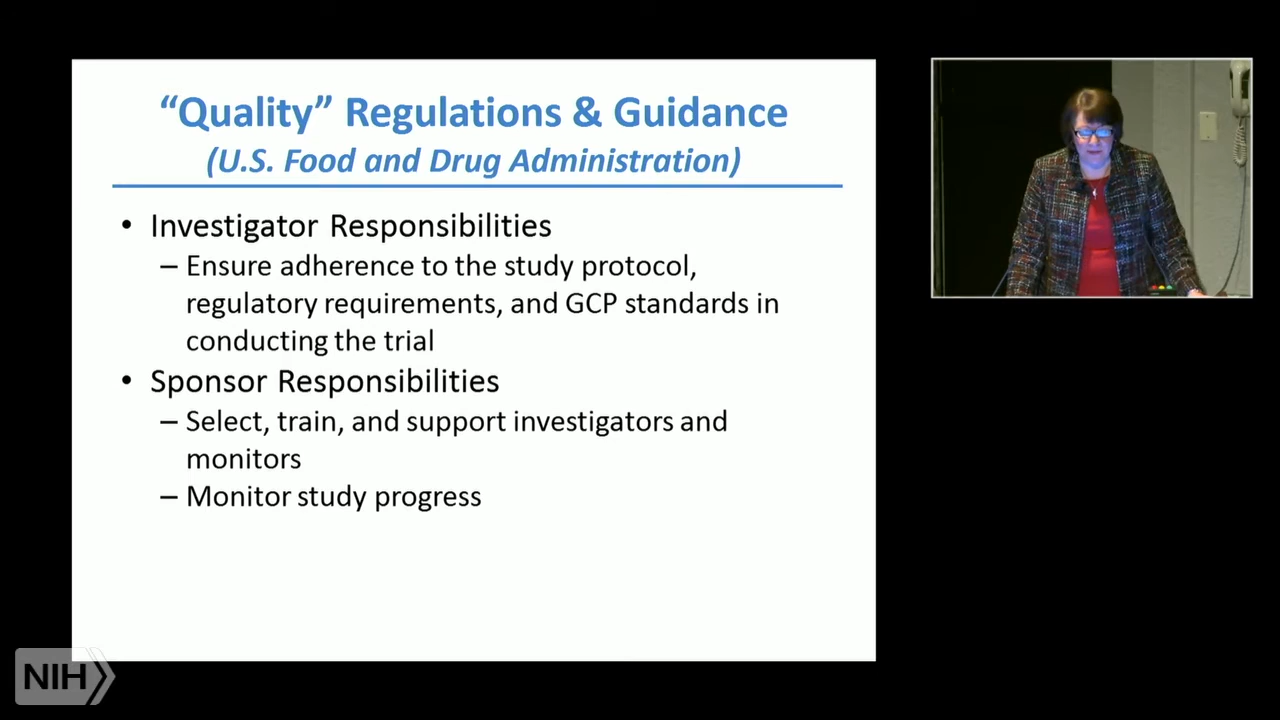 “Quality” Regulations & Guidance
(U.S. Food and Drug Administration)
• Investigator Responsibilities
– Ensure adherence to the study protocol,
regulatory requirements, and GCP standards in
conducting the trial
• Sponsor Responsibilities
– Select, train, and support investigators and
monitors
– Monitor study progress
NIH